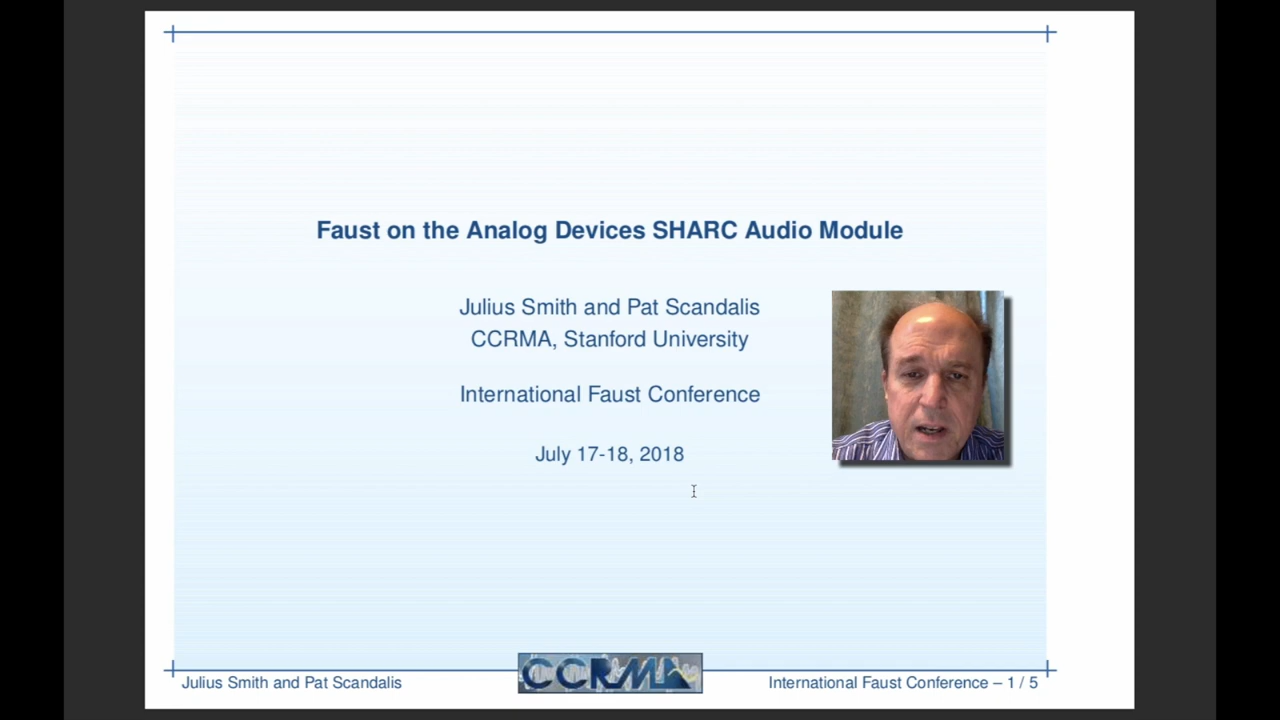 Faust on the Analog Devices SHARC Audio Module
Julius Smith and Pat Scandalis
CCRMA, Stanford University
International Faust Conference
July 17-18, 2018
CCRMA
Julius Smith and Pat Scandalis
International Faust Conference – 1 / 5